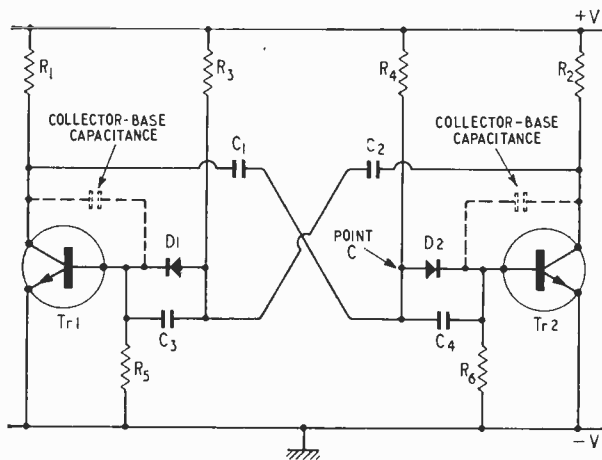 +V
R1
R3
R4
R2
COLLECTOR-BASE
CAPACITANCE
COLLECTOR-BASE
CAPACITANCE
C1
C2
POINT
C
D1
D2
Tr1
C3
C4
Tr2
R5
R6
-V